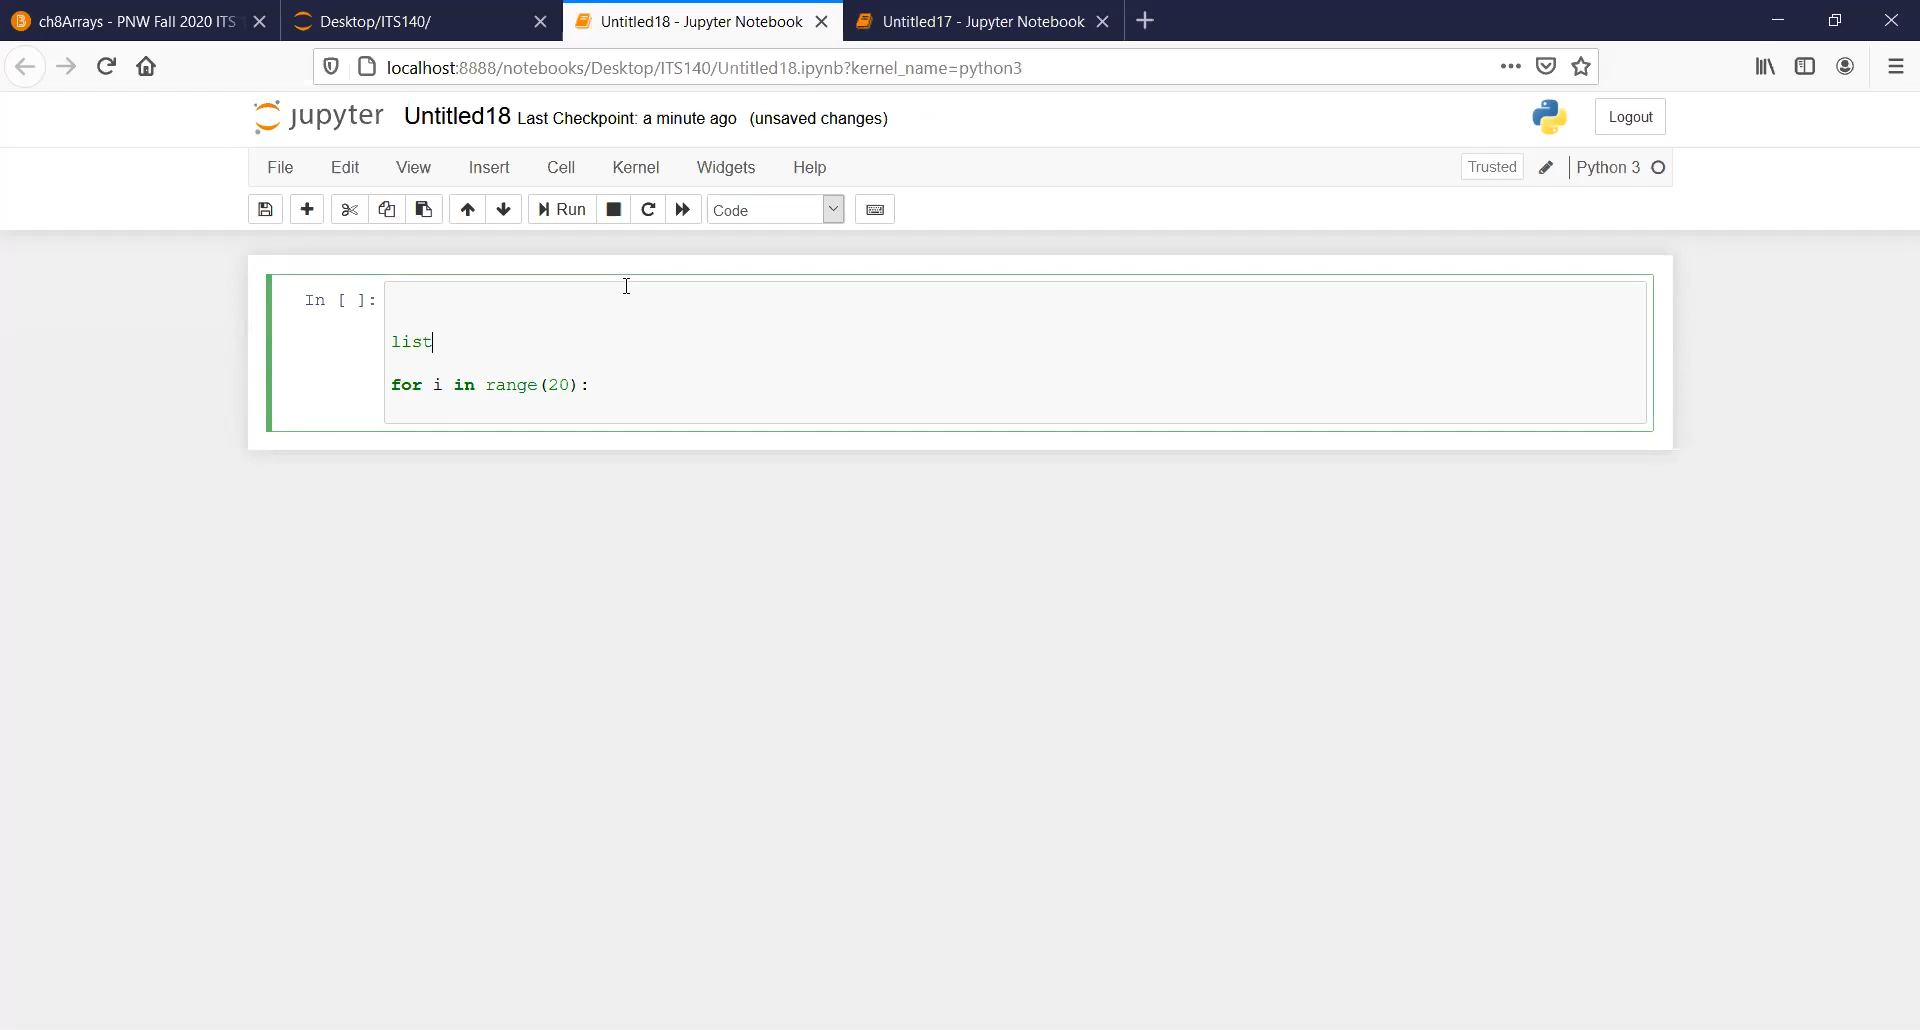 ch8Arrays - PNW Fall 2020 ITS
Desktop/ITS140/
Untitled18 - Jupyter Notebook
Untitled17 - Jupyter Notebook
localhost:8888/notebooks/Desktop/ITS140/Untitled18.ipynb?kernel_name=python3
jupyter Untitled18 Last Checkpoint: a minute ago (unsaved changes)
Logout
File Edit View Insert Cell Kernel Widgets Help
Trusted
Python 3
Run
Code
In [ ]:
list
for i in range(20):